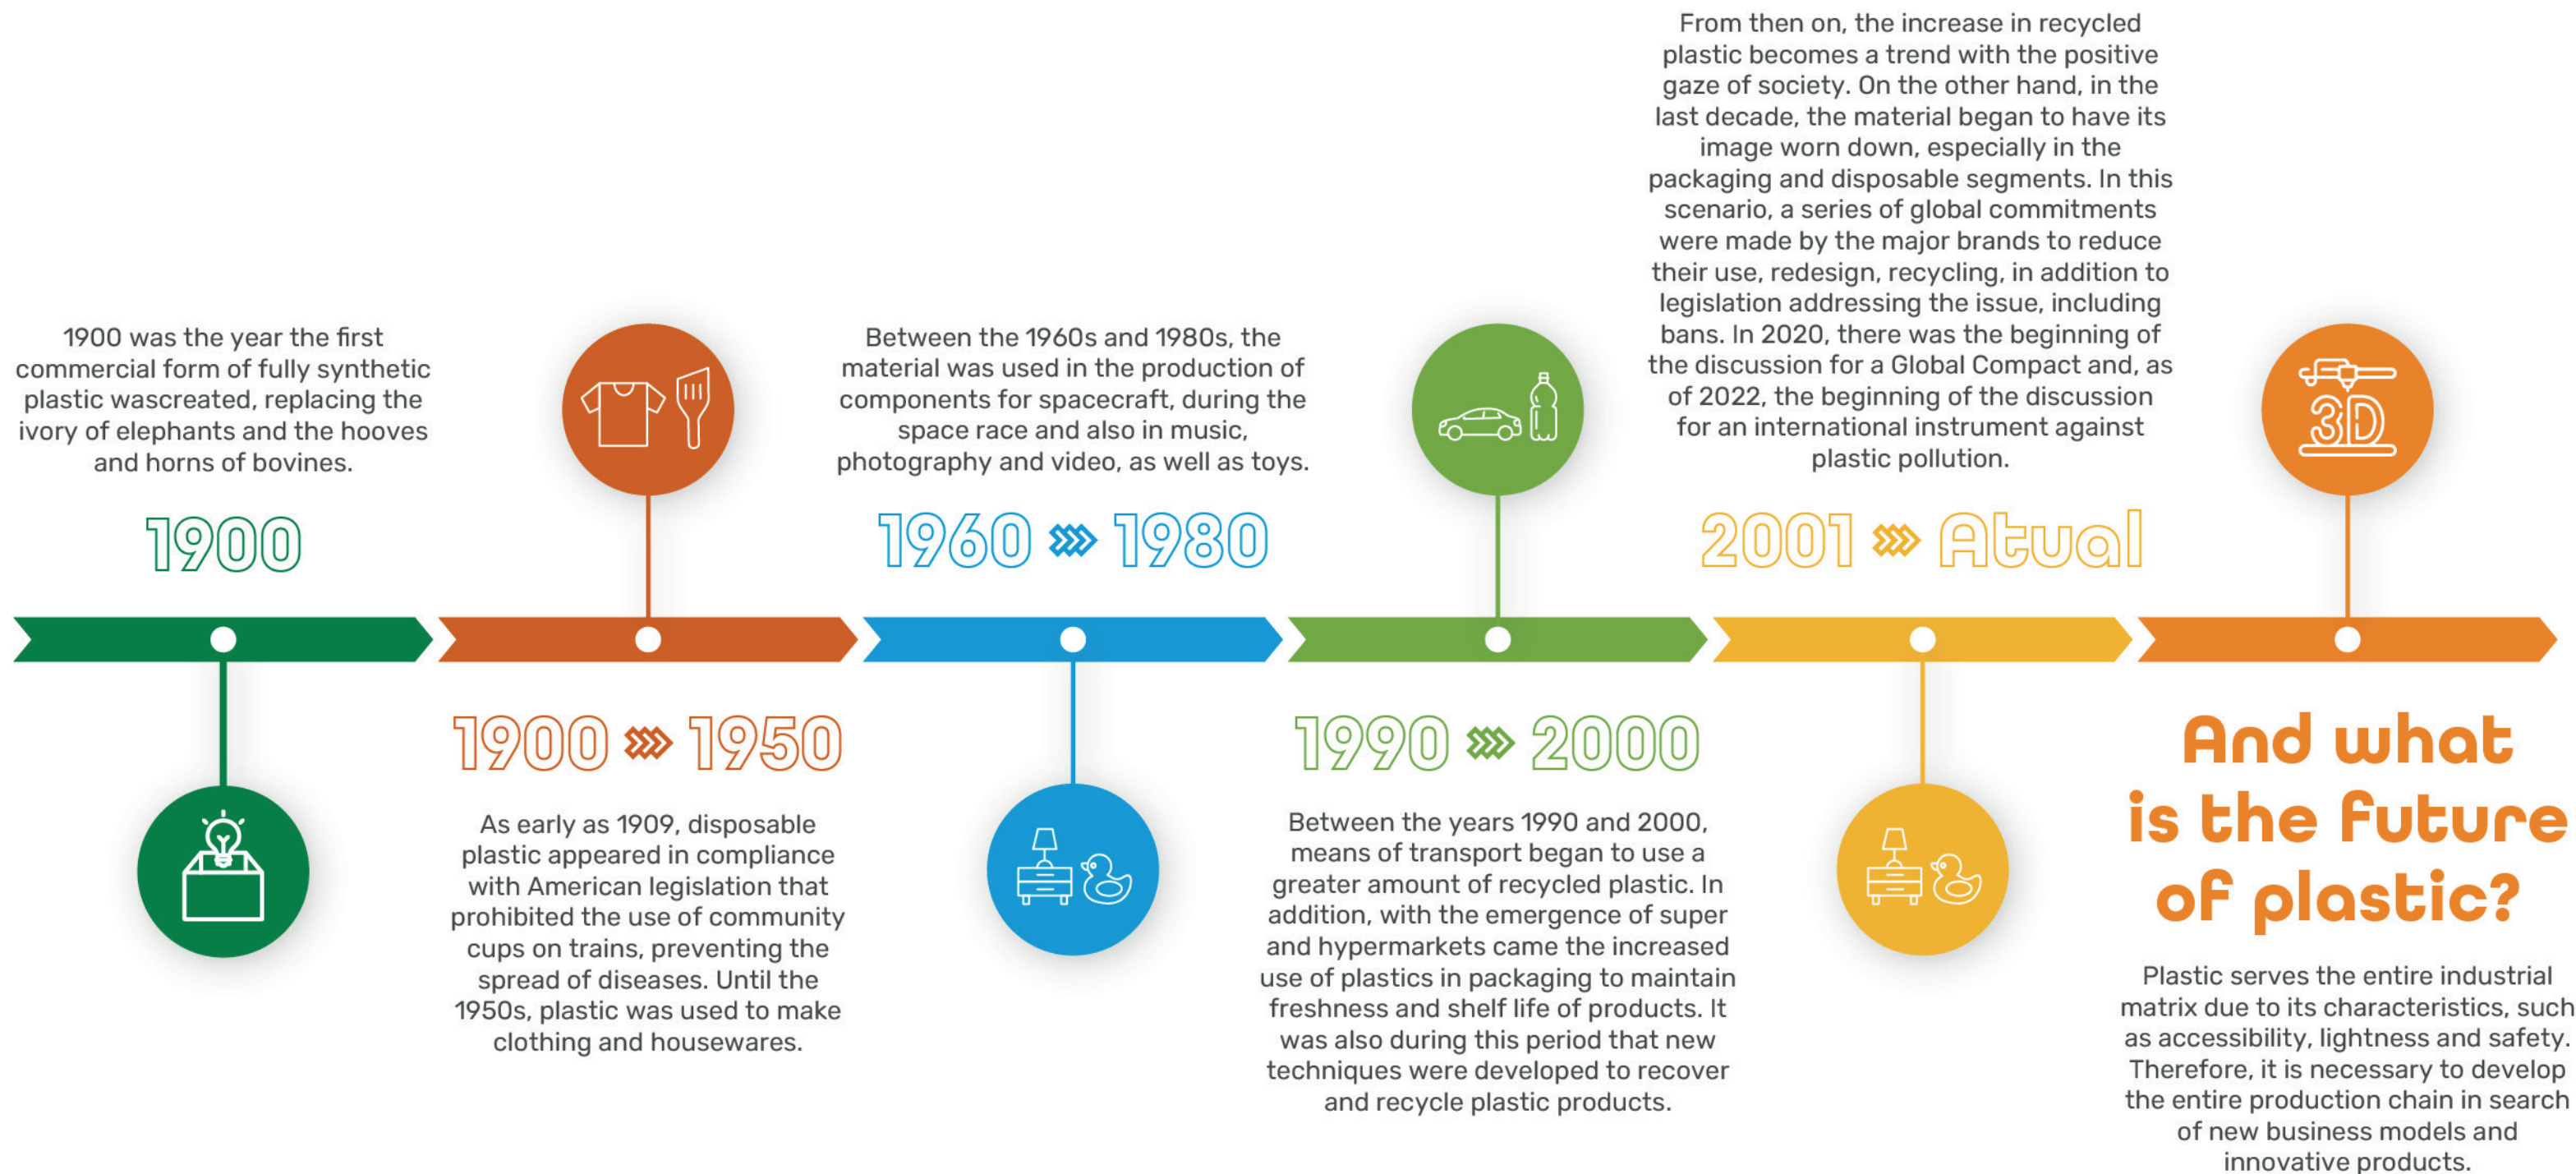 1900 was the year the first
commercial form of fully synthetic
plastic wascreated, replacing the
ivory of elephants and the hooves
and horns of bovines.
1900
1900 1950
As early as 1909, disposable
plastic appeared in compliance
with American legislation that
prohibited the use of community
cups on trains, preventing the
spread of diseases. Until the
1950s, plastic was used to make
clothing and housewares.
Between the 1960s and 1980s, the
material was used in the production of
components for spacecraft, during the
space race and also in music,
photography and video, as well as toys.
1960 1980
1990 2000
Between the years 1990 and 2000,
means of transport began to use a
greater amount of recycled plastic. In
addition, with the emergence of super
and hypermarkets came the increased
use of plastics in packaging to maintain
freshness and shelf life of products. It
was also during this period that new
techniques were developed to recover
and recycle plastic products.
From then on, the increase in recycled
plastic becomes a trend with the positive
gaze of society. On the other hand, in the
last decade, the material began to have its
image worn down, especially in the
packaging and disposable segments. In this
scenario, a series of global commitments
were made by the major brands to reduce
their use, redesign, recycling, in addition to
legislation addressing the issue, including
bans. In 2020, there was the beginning of
the discussion for a Global Compact and, as
of 2022, the beginning of the discussion
for an international instrument against
plastic pollution.
2001 Atual
3D
And what
is the future
of plastic?
Plastic serves the entire industrial
matrix due to its characteristics, such
as accessibility, lightness and safety.
Therefore, it is necessary to develop
the entire production chain in search
of new business models and
innovative products.